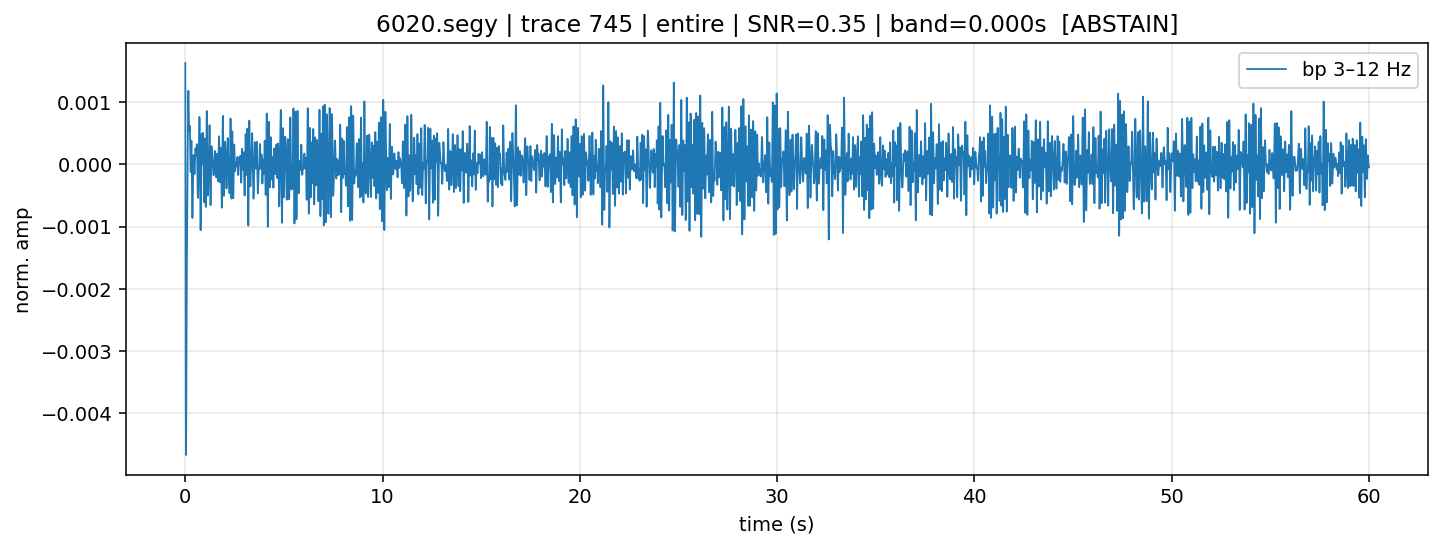 6020.segy | trace 745 | entire | SNR=0.35 | band=0.000s  [ABSTAIN]
bp 3–12 Hz
0.001
0.000
−0.001
−0.002
−0.003
−0.004
norm. amp
0 10 20 30 40 50 60
time (s)